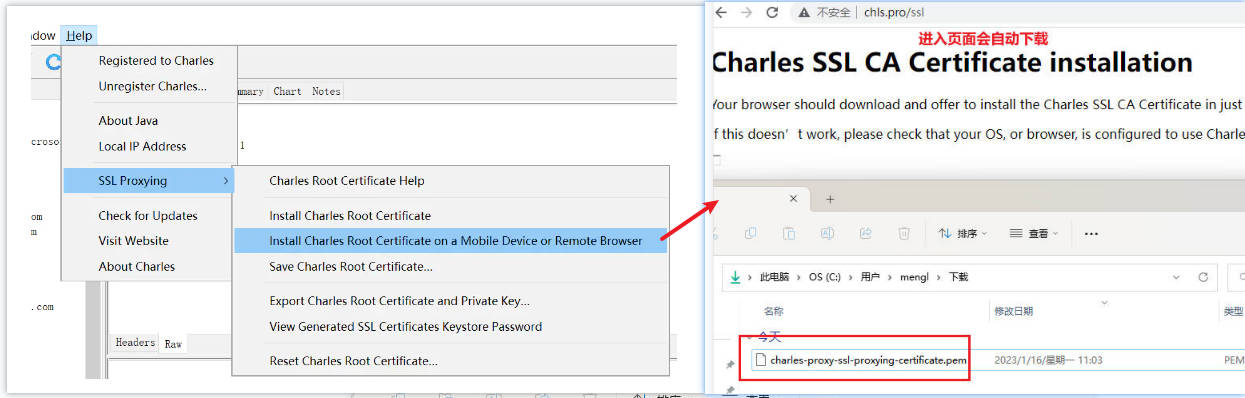 Help
Registered to Charles
Unregister Charles...
Chart
Notes
About Java
Local IP Address
1
SSL Proxying
Charles Root Certificate Help
Check for Updates
Install Charles Root Certificate
Visit Website
Install Charles Root Certificate on a Mobile Device or Remote Browser
About Charles
Save Charles Root Certificate...
Export Charles Root Certificate and Private Key...
.com
View Generated SSL Certificates Keystore Password
Headers
Raw
Reset Charles Root Certificate...
不安全
chls.pro/ssl
进入页面会自动下载
Charles SSL CA Certificate installation
Your browser should download and offer to install the Charles SSL CA Certificate in just
if this doesn't work, please check that your OS, or browser, is configured to use Charle
排序
查看
此电脑 > OS (C:) > 用户 > mengl > 下载
名称
修改日期
类型
今天
charles-proxy-ssl-proxying-certificate.pem
2023/1/16/星期一 11:03
PEM